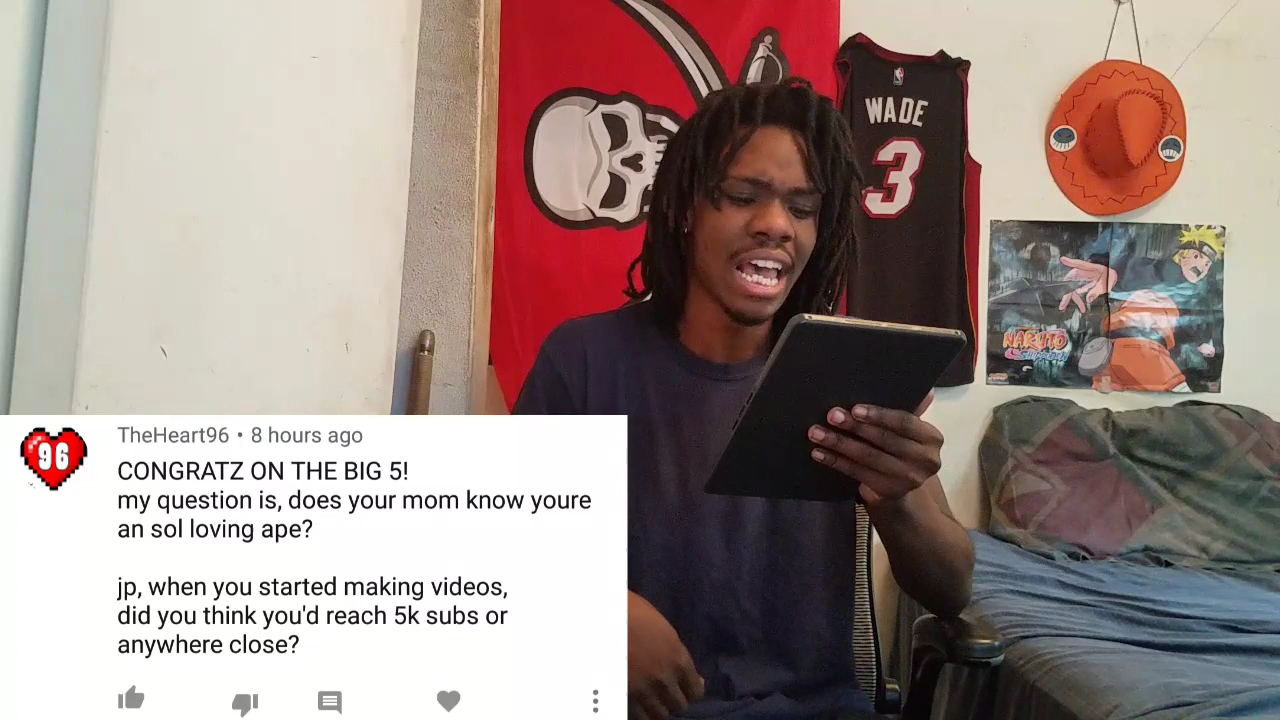 WADE
3
NARUTO
SHIPPUDEN
96
TheHeart96 • 8 hours ago
CONGRATZ ON THE BIG 5!
my question is, does your mom know youre
an sol loving ape?
jp, when you started making videos,
did you think you'd reach 5k subs or
anywhere close?